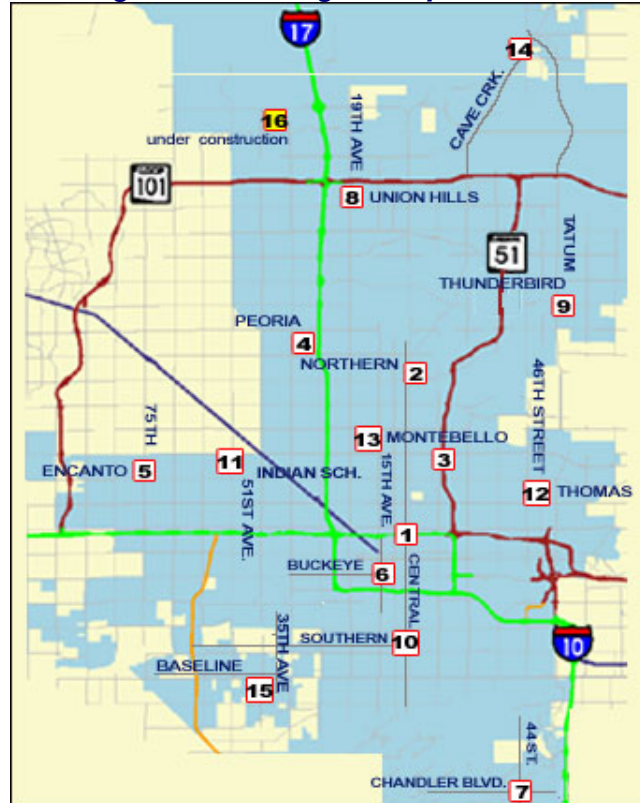 17
14
CAVE CRK.
16
under construction
19TH AVE
101
8 UNION HILLS
51
TATUM
THUNDERBIRD
9
PEORIA
4
NORTHERN
2
46TH STREET
75TH
13 MONTEBELLO
3
ENCANTO 5
11
INDIAN SCH.
15TH AVE.
12 THOMAS
51ST AVE.
1
BUCKEYE
6
CENTRAL
35TH AVE
SOUTHERN 10
10
BASELINE
15
44 ST.
CHANDLER BLVD. 7